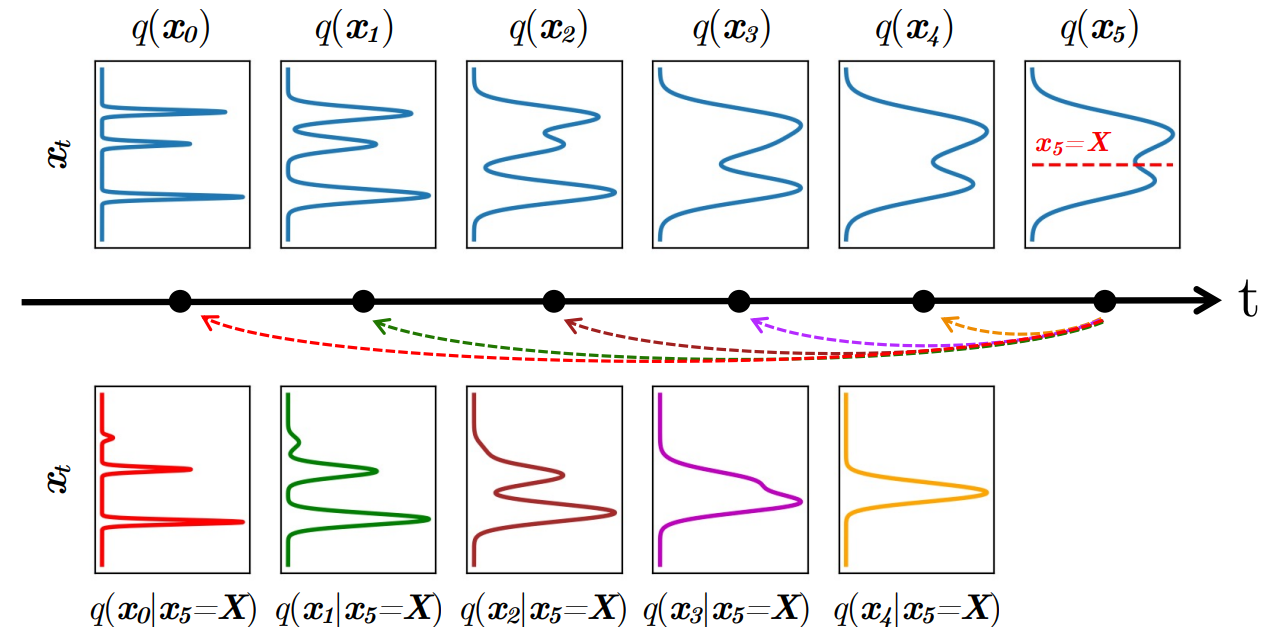 q(x₀) q(x₁) q(x₂) q(x₃) q(x₄) q(x₅)
xₜ
x₅=X
t
xₜ
q(x₀|x₅=X) q(x₁|x₅=X) q(x₂|x₅=X) q(x₃|x₅=X) q(x₄|x₅=X)